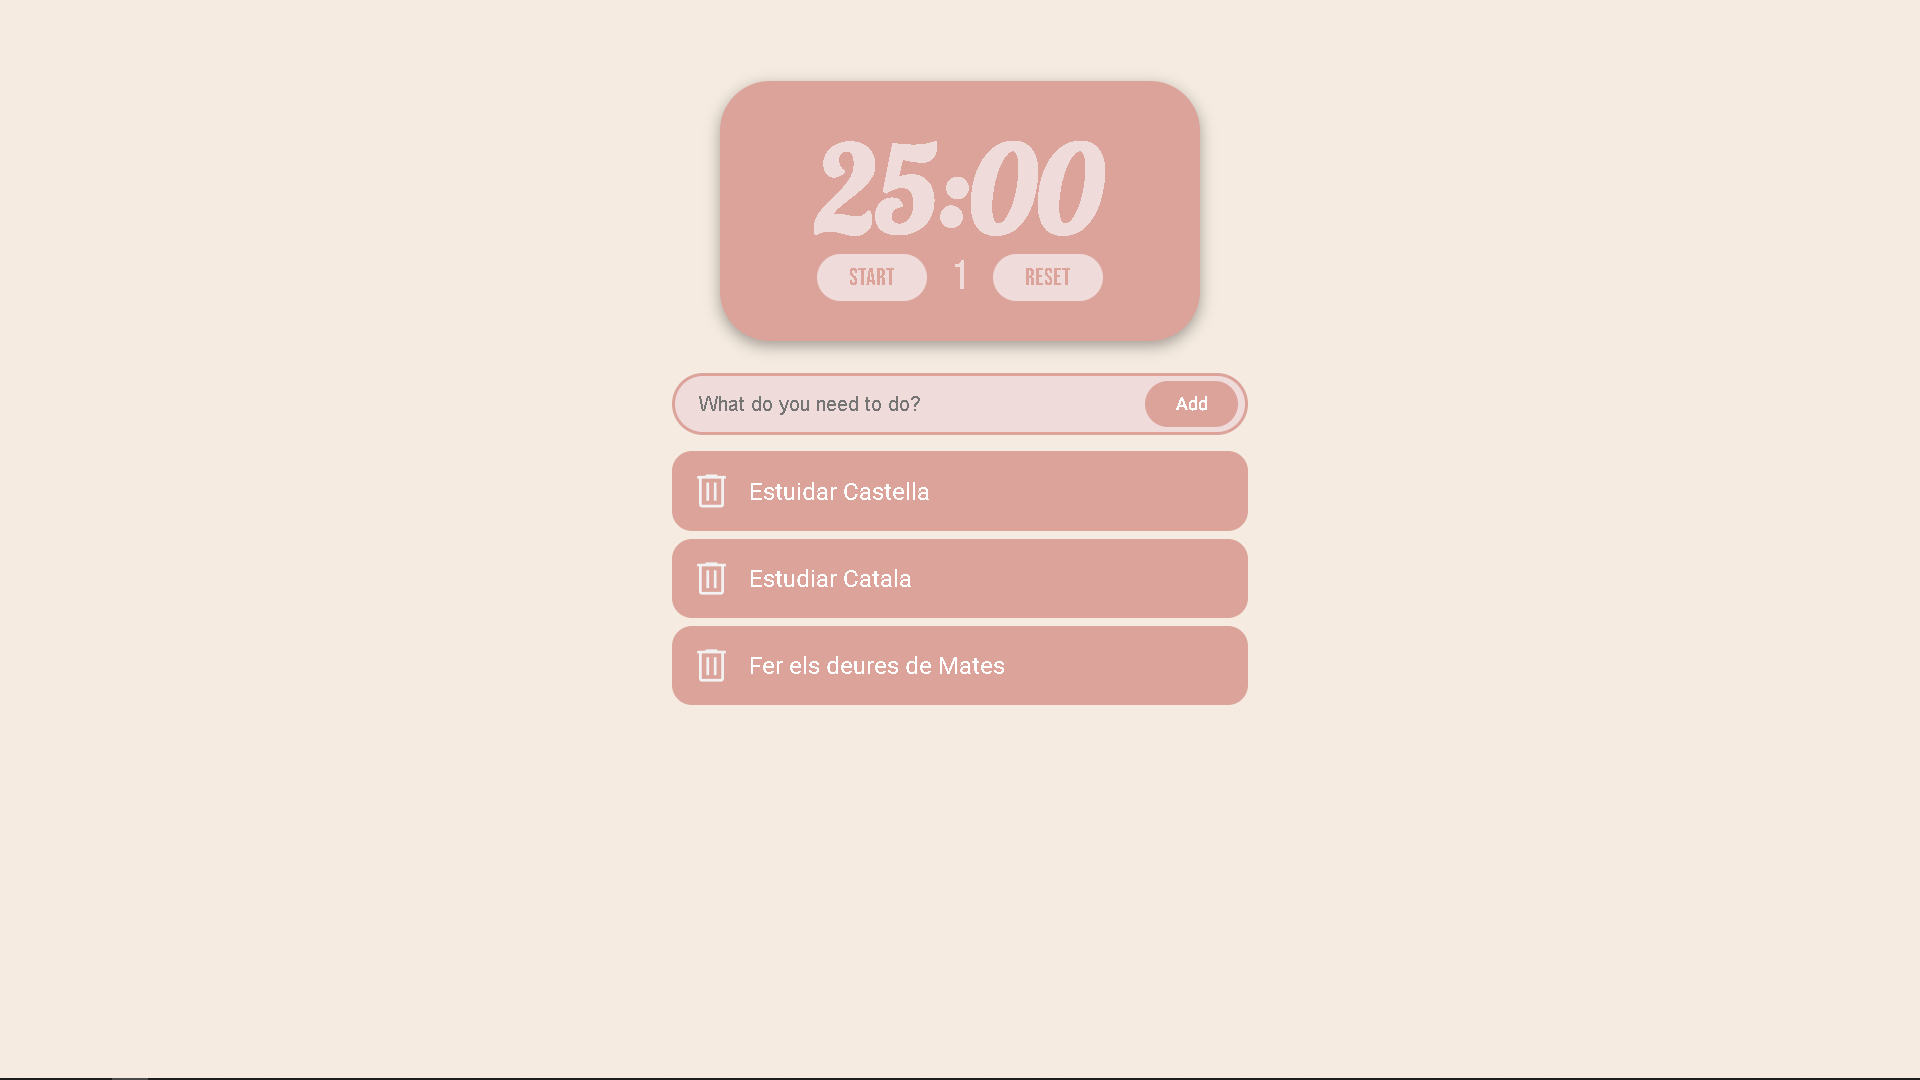 25:00
START 1 RESET
What do you need to do? Add
Estuidar Castella
Estudiar Catala
Fer els deures de Mates